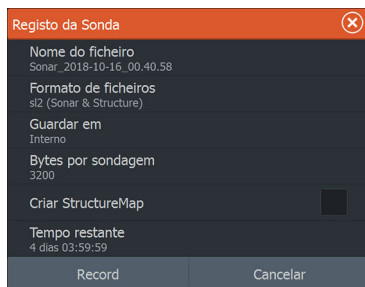 Registo da Sonda
Nome do ficheiro
Sonar_2018-10-16_00.40.58
Formato de ficheiros
sl2 (Sonar & Structure)
Guardar em
Interno
Bytes por sondagem
3200
Criar StructureMap
Tempo restante
4 dias 03:59:59
Record
Cancelar